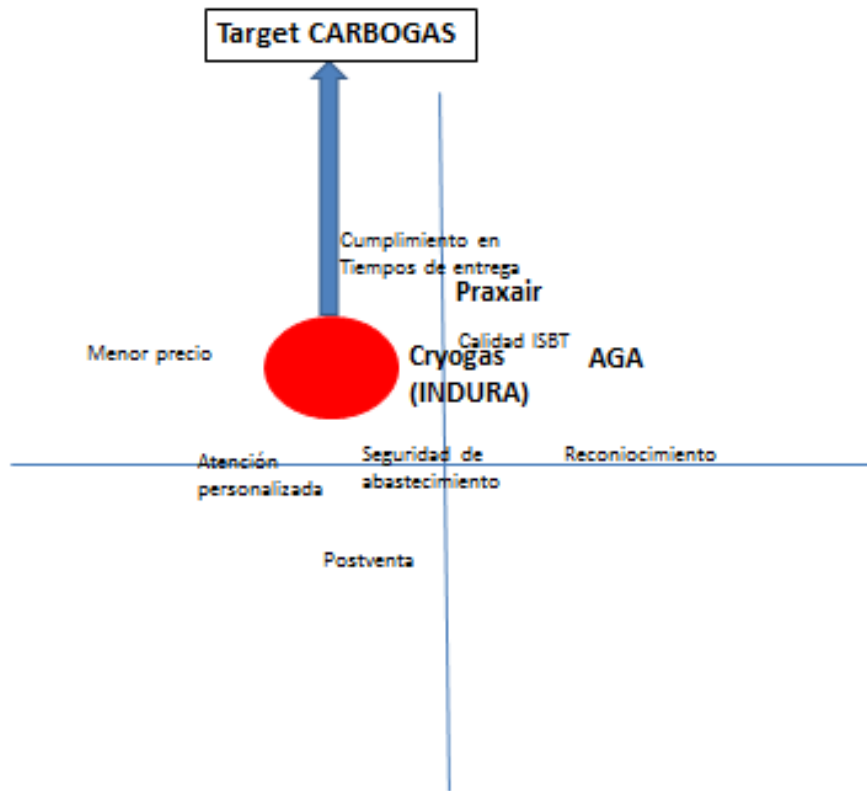 Target CARBOGAS
Cumplimiento en
Tiempos de entrega
Praxair
Calidad ISBT
Menor precio
Cryogas
(INDURA)
AGA
Atención
personalizada
Seguridad de
abastecimiento
Reconiocimiento
Postventa